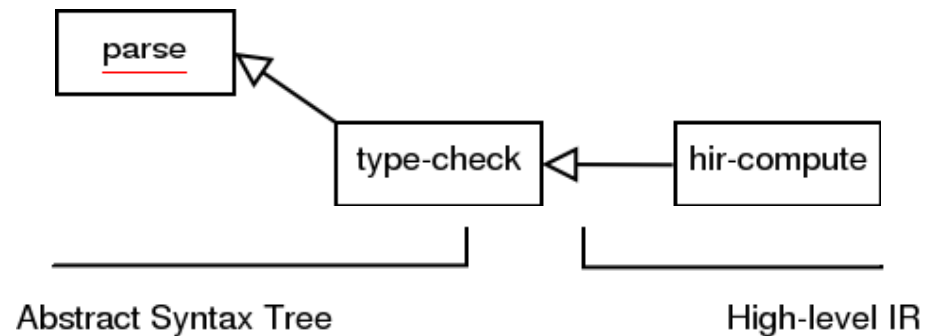 parse
type-check
hir-compute
Abstract Syntax Tree
High-level IR